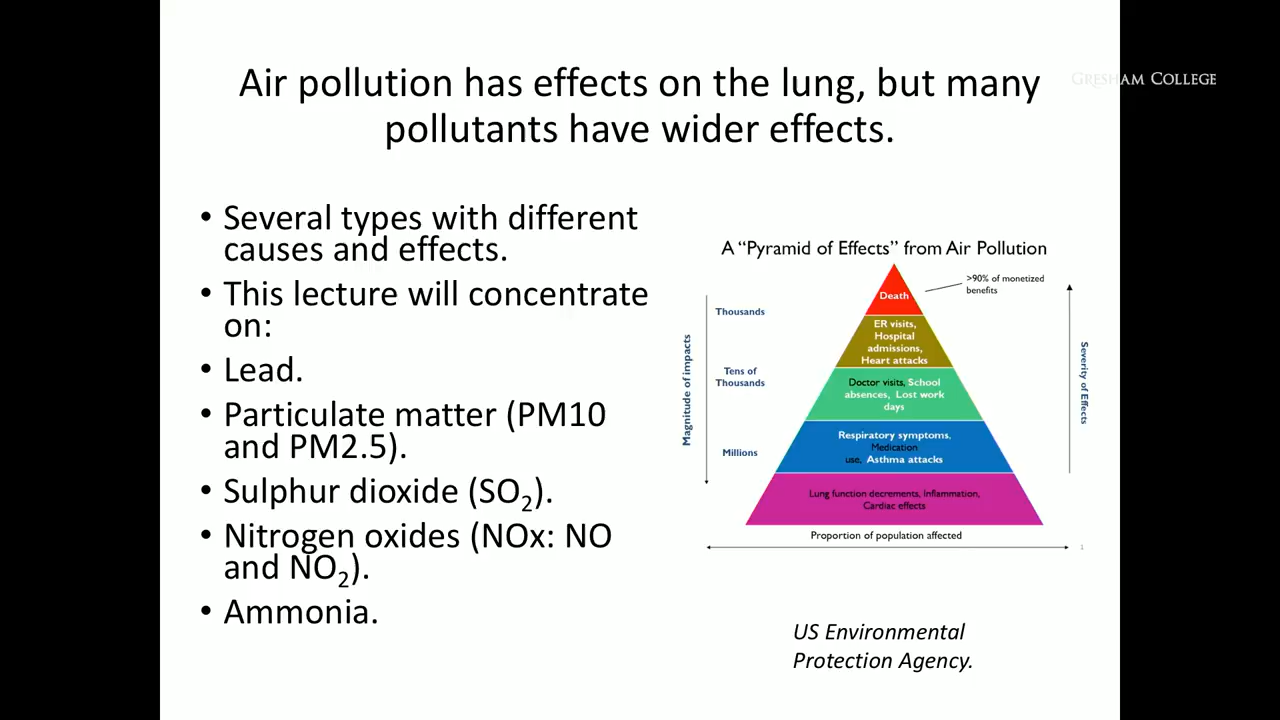 Air pollution has effects on the lung, but many
pollutants have wider effects.
GRESHAM COLLEGE
• Several types with different
causes and effects.
• This lecture will concentrate
on:
• Lead.
• Particulate matter (PM10
and PM2.5).
• Sulphur dioxide (SO₂).
• Nitrogen oxides (NOx: NO
and NO₂).
• Ammonia.
A “Pyramid of Effects” from Air Pollution
>90% of monetized
benefits
Death
Thousands
ER visits,
Hospital
admissions,
Heart attacks
Tens of
Thousands
Doctor visits, School
absences, Lost work
days
Millions
Respiratory symptoms,
Medication
use, Asthma attacks
Lung function decrements, Inflammation,
Cardiac effects
Magnitude of impacts
Severity of Effects
Proportion of population affected
1
US Environmental
Protection Agency.